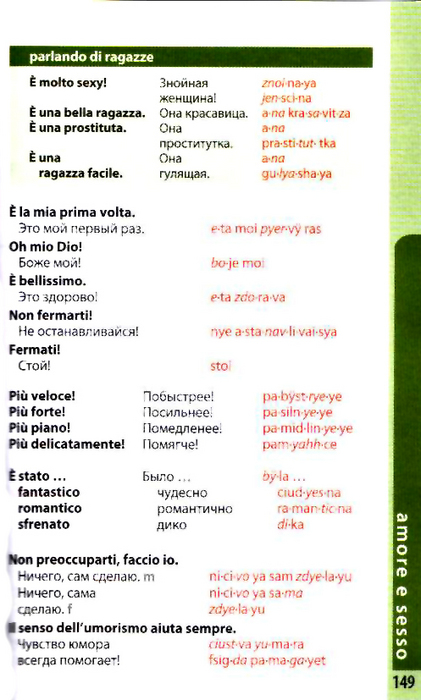 parlando di ragazze
È molto sexy! Знойная znoi·na·ya
женщина! jen·sci·na
È una bella ragazza. Она красавица. a·na kra·sa·vit·za
È una prostituta. Она a·na
проститутка. pra·sti·tut·tka
È una Она a·na
ragazza facile. гулящая. gu·lya·sha·ya
È la mia prima volta.
Это мой первый раз. e·ta moi pyer·vÿ ras
Oh mio Dio!
Боже мой! bo·je moi
È bellissimo.
Это здорово! e·ta zdo·ra·va
Non fermarti!
Не останавливайся! nye a·sta·nav·li·vai·sya
Fermati!
Стой! stoi
Più veloce! Побыстрее! pa·bÿst·rye·ye
Più forte! Посильнее! pa·siln·ye·ye
Più piano! Помедленее! pa·mid·lin·ye·ye
Più delicatamente! Помягче! pam·yahh·ce
È stato ... Было ... bÿ·la ...
fantastico чудесно ciud·yes·na
romantico романтично ra·man·tic·na
sfrenato дико di·ka
Non preoccuparti, faccio io.
Ничего, сам сделаю. m ni·ci·vo ya sam zdye·la·yu
Ничего, сама ni·ci·vo ya sa·ma
сделаю. f zdye·la·yu
senso dell'umorismo aiuta sempre.
Чувство юмора ciust·va yu·ma·ra
всегда помогает! fsig·da pa·ma·ga·yet
amore e sesso
149